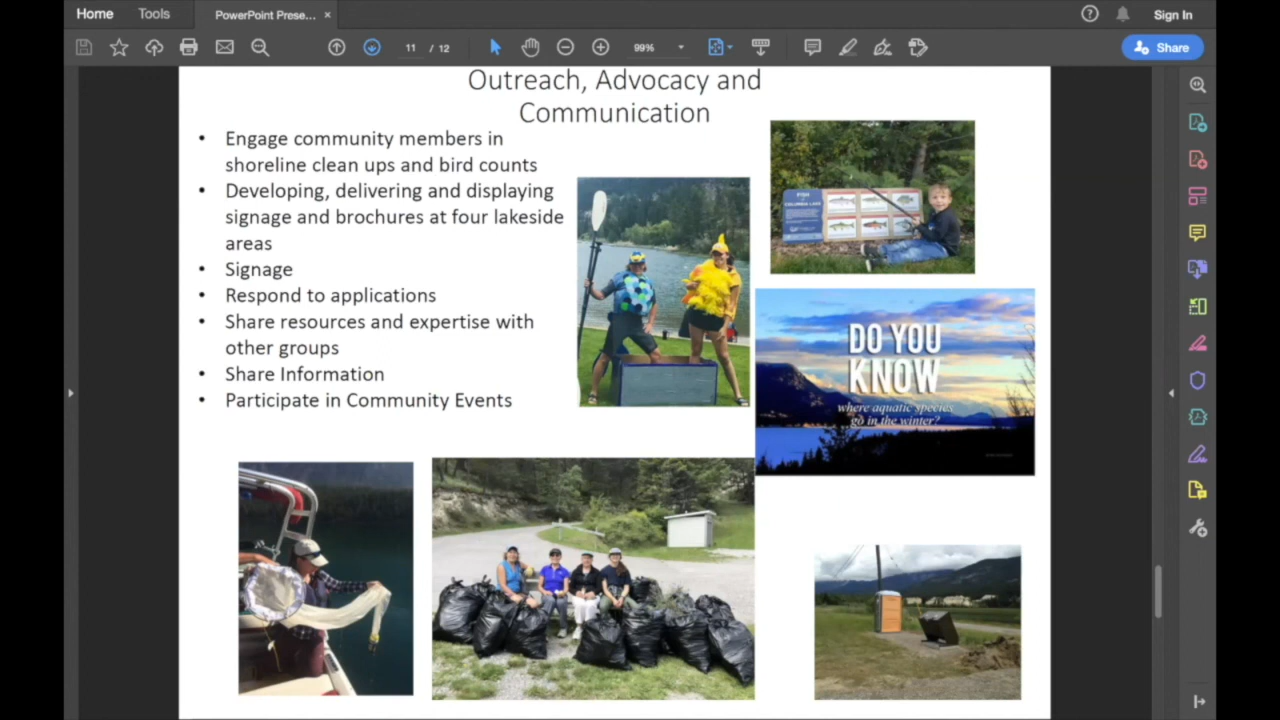 Home Tools PowerPoint Prese... × Sign In
11 / 12 99% Share
Outreach, Advocacy and
Communication
• Engage community members in
shoreline clean ups and bird counts
• Developing, delivering and displaying
signage and brochures at four lakeside
areas
• Signage
• Respond to applications
• Share resources and expertise with
other groups
• Share Information
• Participate in Community Events
FISH
COLUMBIA LAKE
DO YOU
KNOW
where aquatic species
go in the winter?